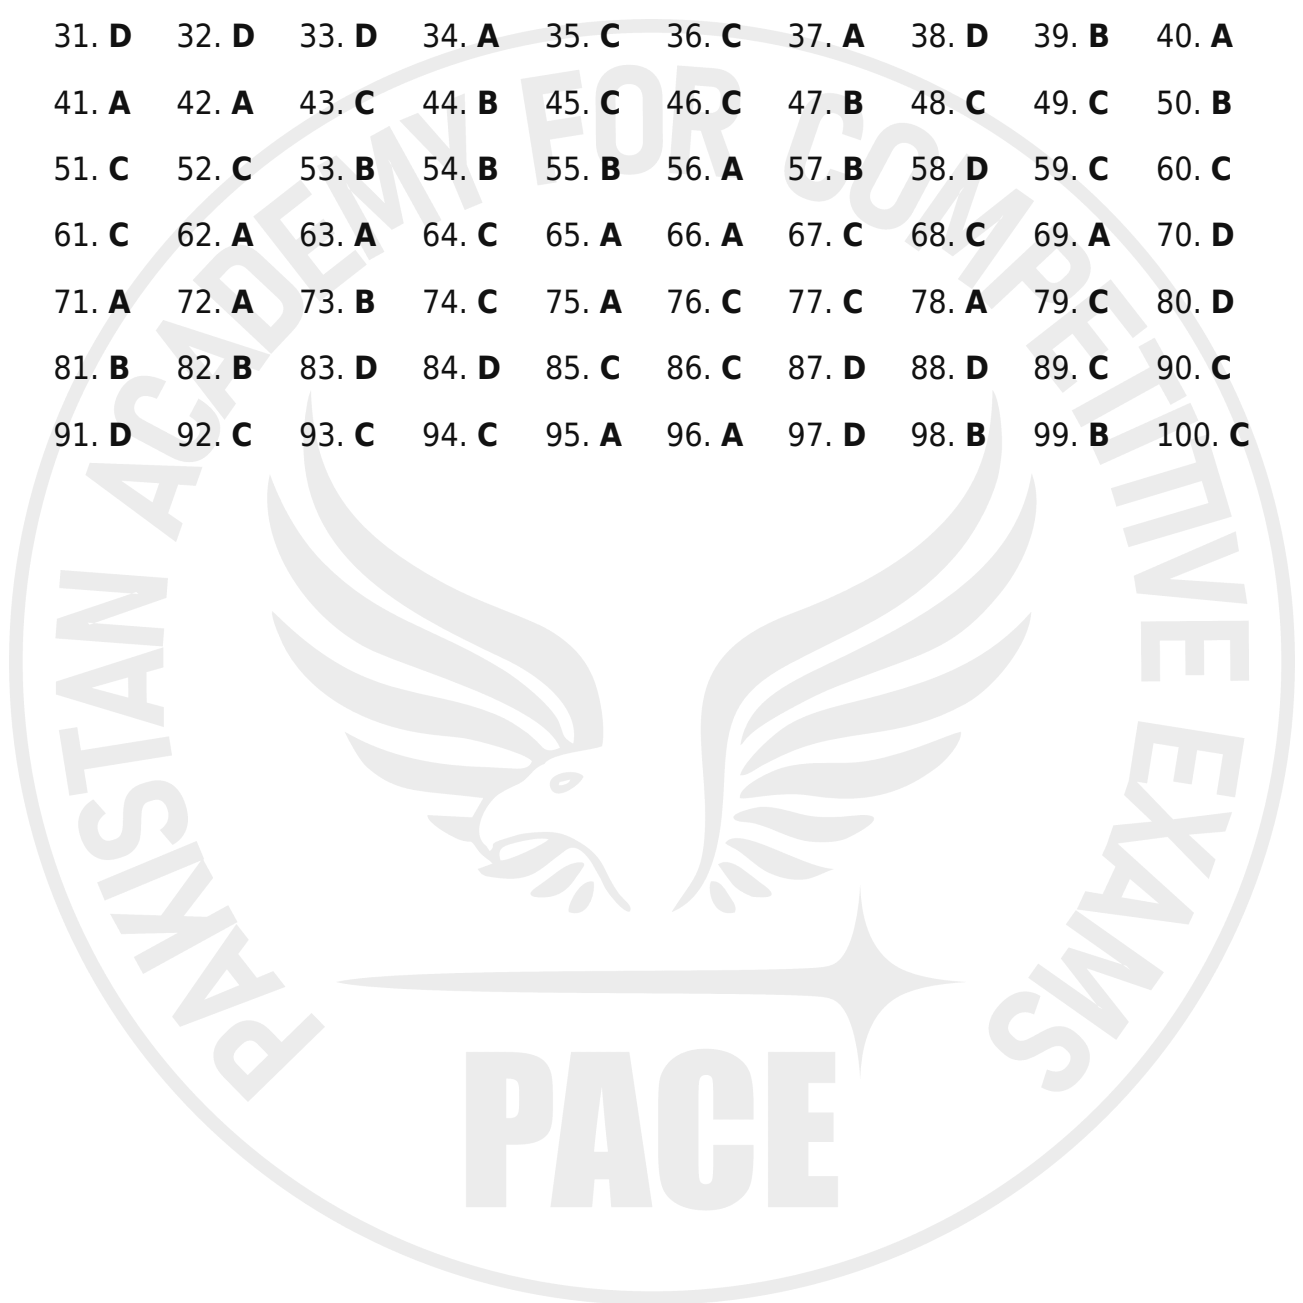 31. D 32. D 33. D 34. A 35. C 36. C 37. A 38. D 39. B 40. A
41. A 42. A 43. C 44. B 45. C 46. C 47. B 48. C 49. C 50. B
51. C 52. C 53. B 54. B 55. B 56. A 57. B 58. D 59. C 60. C
61. C 62. A 63. A 64. C 65. A 66. A 67. C 68. C 69. A 70. D
71. A 72. A 73. B 74. C 75. A 76. C 77. C 78. A 79. C 80. D
81. B 82. B 83. D 84. D 85. C 86. C 87. D 88. D 89. C 90. C
91. D 92. C 93. C 94. C 95. A 96. A 97. D 98. B 99. B 100. C
PAKISTAN ACADEMY FOR COMPETITIVE EXAMS
PACE